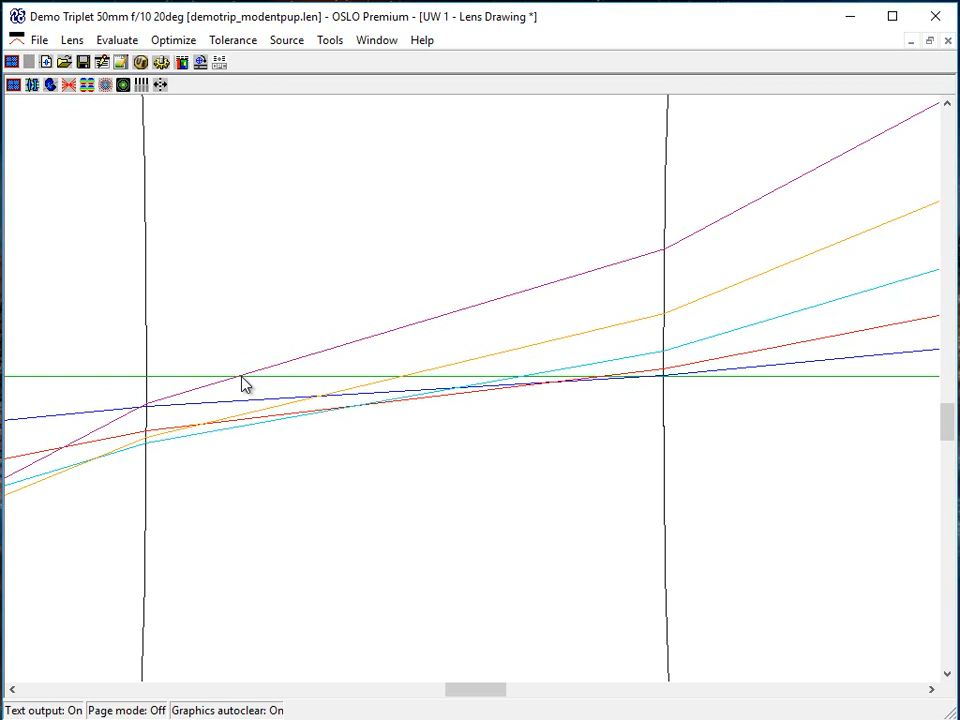 Demo Triplet 50mm f/10 20deg [demotrip_modentpup.len] - OSLO Premium - [UW 1 - Lens Drawing *]
File Lens Evaluate Optimize Tolerance Source Tools Window Help
Text output: On Page mode: Off Graphics autoclear: On